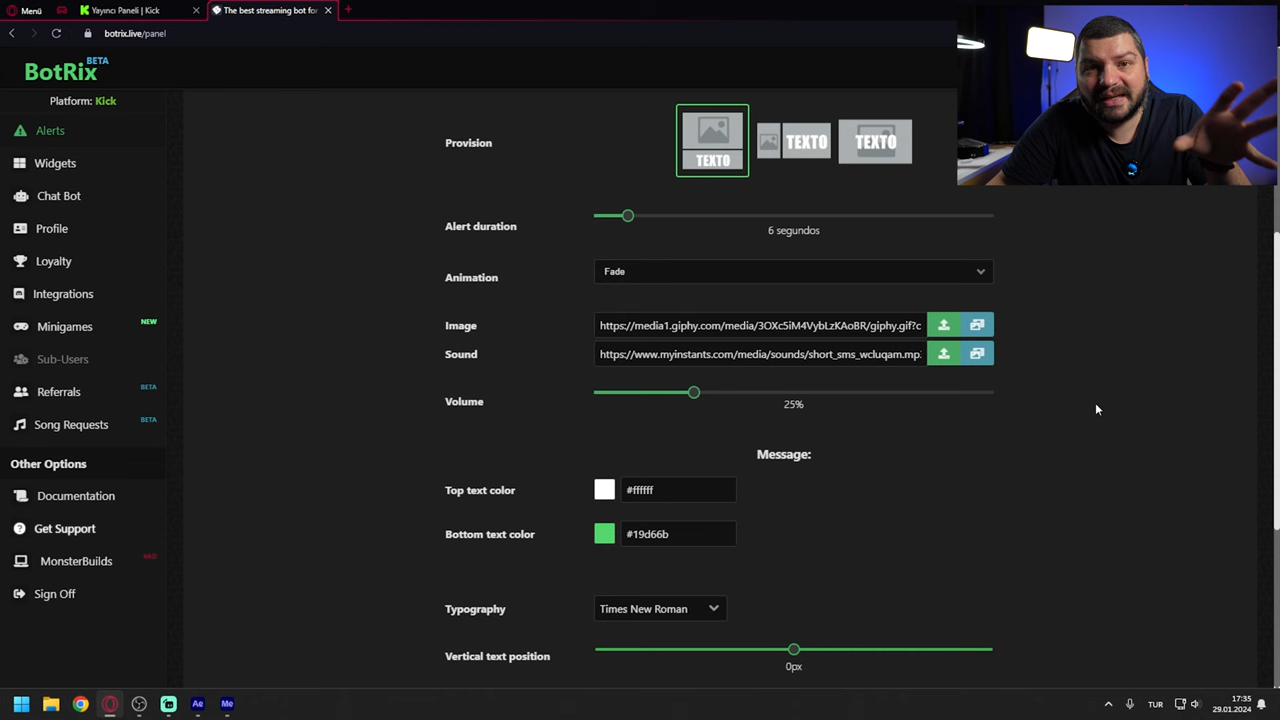 Menü
Yayıncı Paneli | Kick
The best streaming bot for
botrix.live/panel
BotRix BETA
Platform: Kick
Alerts
Widgets
Chat Bot
Profile
Loyalty
Integrations
Minigames NEW
Sub-Users
Referrals BETA
Song Requests BETA
Other Options
Documentation
Get Support
MonsterBuilds
Sign Off
Provision
TEXTO
TEXTO
TEXTO
Alert duration
6 segundos
Animation
Fade
Image
https://media1.giphy.com/media/3OXc5iM4VybLzKAoBR/giphy.gif?c
Sound
https://www.myinstants.com/media/sounds/short_sms_wcluqam.mp
Volume
25%
Message:
Top text color
#ffffff
Bottom text color
#19d66b
Typography
Times New Roman
Vertical text position
0px
Ae
Me
TUR
17:35
29.01.2024